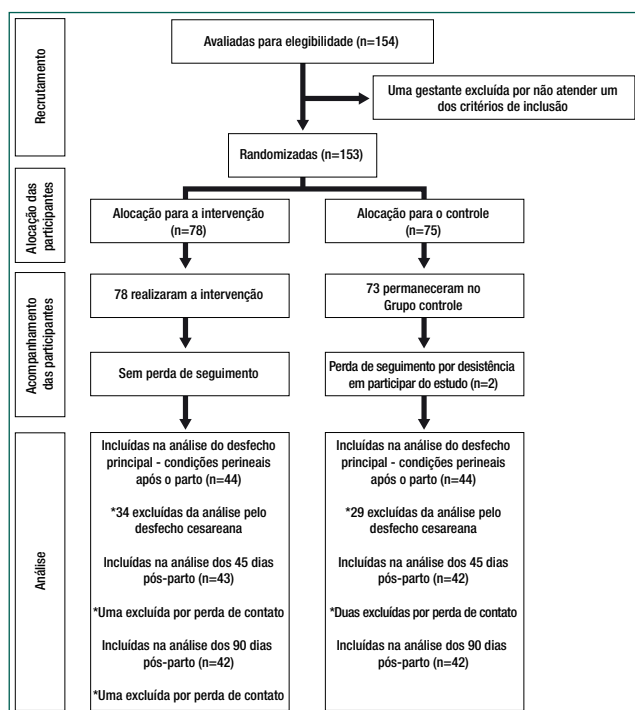 Recrutamento
Avaliadas para elegibilidade (n=154)
Uma gestante excluída por não atender um
dos critérios de inclusão
Randomizadas (n=153)
Alocação das
participantes
Alocação para a intervenção
(n=78)
Alocação para o controle
(n=75)
Acompanhamento
das participantes
78 realizaram a intervenção
73 permaneceram no
Grupo controle
Sem perda de seguimento
Perda de seguimento por desistência
em participar do estudo (n=2)
Análise
Incluídas na análise do desfecho
principal - condições perineais
após o parto (n=44)
*34 excluídas da análise pelo
desfecho cesareana
Incluídas na análise dos 45 dias
pós-parto (n=43)
*Uma excluída por perda de contato
Incluídas na análise dos 90 dias
pós-parto (n=42)
*Uma excluída por perda de contato
Incluídas na análise do desfecho
principal - condições perineais
após o parto (n=44)
*29 excluídas da análise pelo
desfecho cesareana
Incluídas na análise dos 45 dias
pós-parto (n=42)
*Duas excluídas por perda de contato
Incluídas na análise dos 90 dias
pós-parto (n=42)